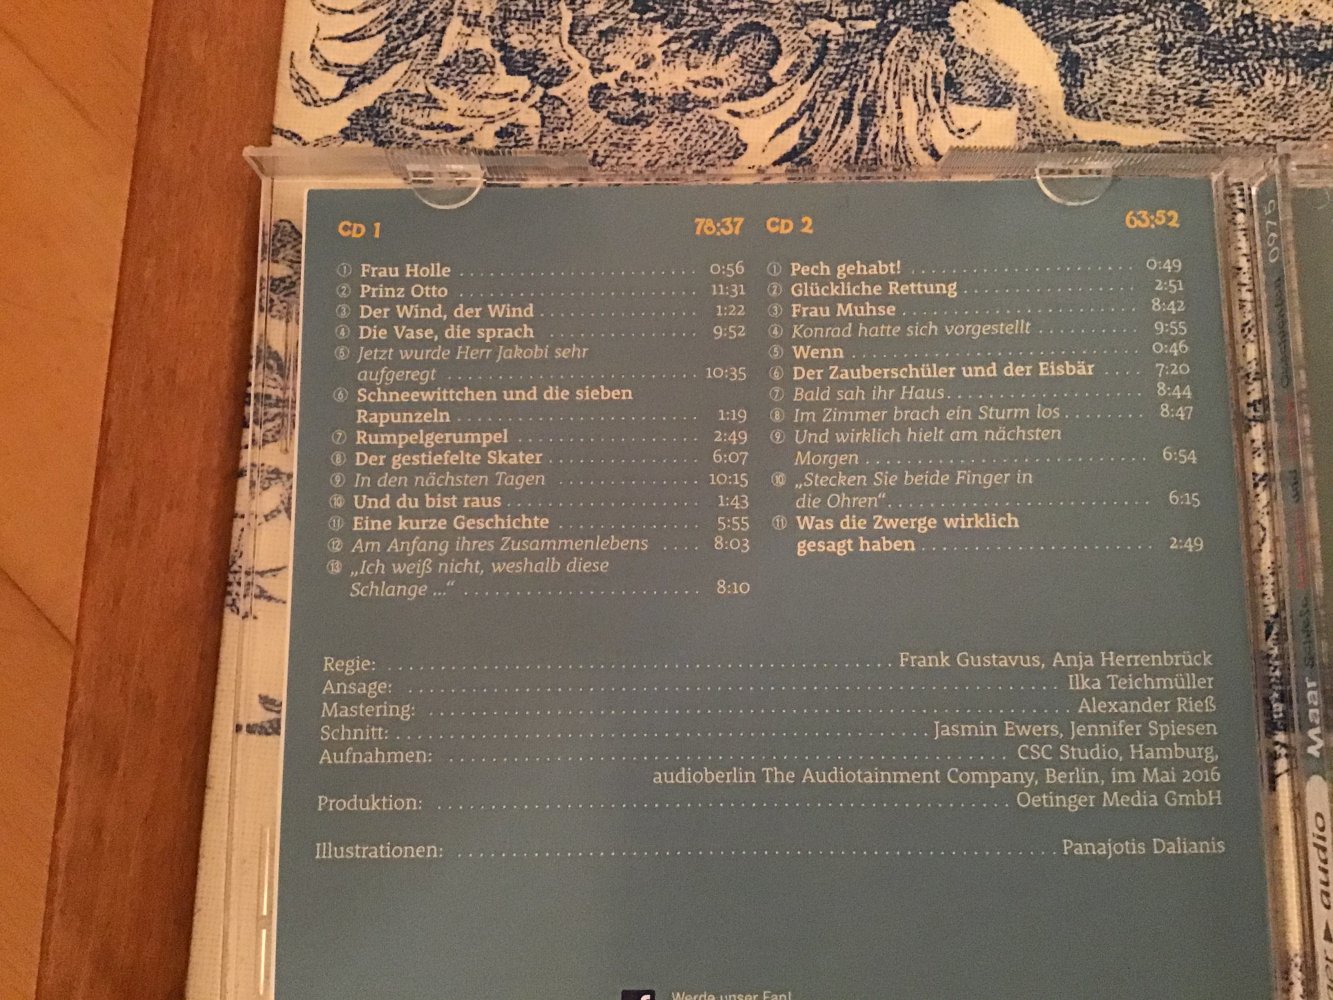 CD 1 78:37
① Frau Holle 0:56
② Prinz Otto 11:31
③ Der Wind, der Wind 1:22
④ Die Vase, die sprach 9:52
⑤ Jetzt wurde Herr Jakobi sehr
aufgeregt 10:35
⑥ Schneewittchen und die sieben
Rapunzeln 1:19
⑦ Rumpelgerumpel 2:49
⑧ Der gestiefelte Skater 6:07
⑨ In den nächsten Tagen 10:15
⑩ Und du bist raus 1:43
⑪ Eine kurze Geschichte 5:55
⑫ Am Anfang ihres Zusammenlebens 8:03
⑬ „Ich weiß nicht, weshalb diese
Schlange ...“ 8:10
CD 2 63:52
① Pech gehabt! 0:49
② Glückliche Rettung 2:51
③ Frau Muhse 8:42
④ Konrad hatte sich vorgestellt 9:55
⑤ Wenn 0:46
⑥ Der Zauberschüler und der Eisbär 7:20
⑦ Bald sah ihr Haus 8:44
⑧ Im Zimmer brach ein Sturm los 8:47
⑨ Und wirklich hielt am nächsten
Morgen 6:54
⑩ „Stecken Sie beide Finger in
die Ohren“ 6:15
⑪ Was die Zwerge wirklich
gesagt haben 2:49
Regie: Frank Gustavus, Anja Herrenbrück
Ansage: Ilka Teichmüller
Mastering: Alexander Rieß
Schnitt: Jasmin Ewers, Jennifer Spiesen
Aufnahmen: CSC Studio, Hamburg,
audioberlin The Audiotainment Company, Berlin, im Mai 2016
Produktion: Oetinger Media GmbH
Illustrationen: Panajotis Dalianis
Werde unser Fan!
0975
Maar
audio